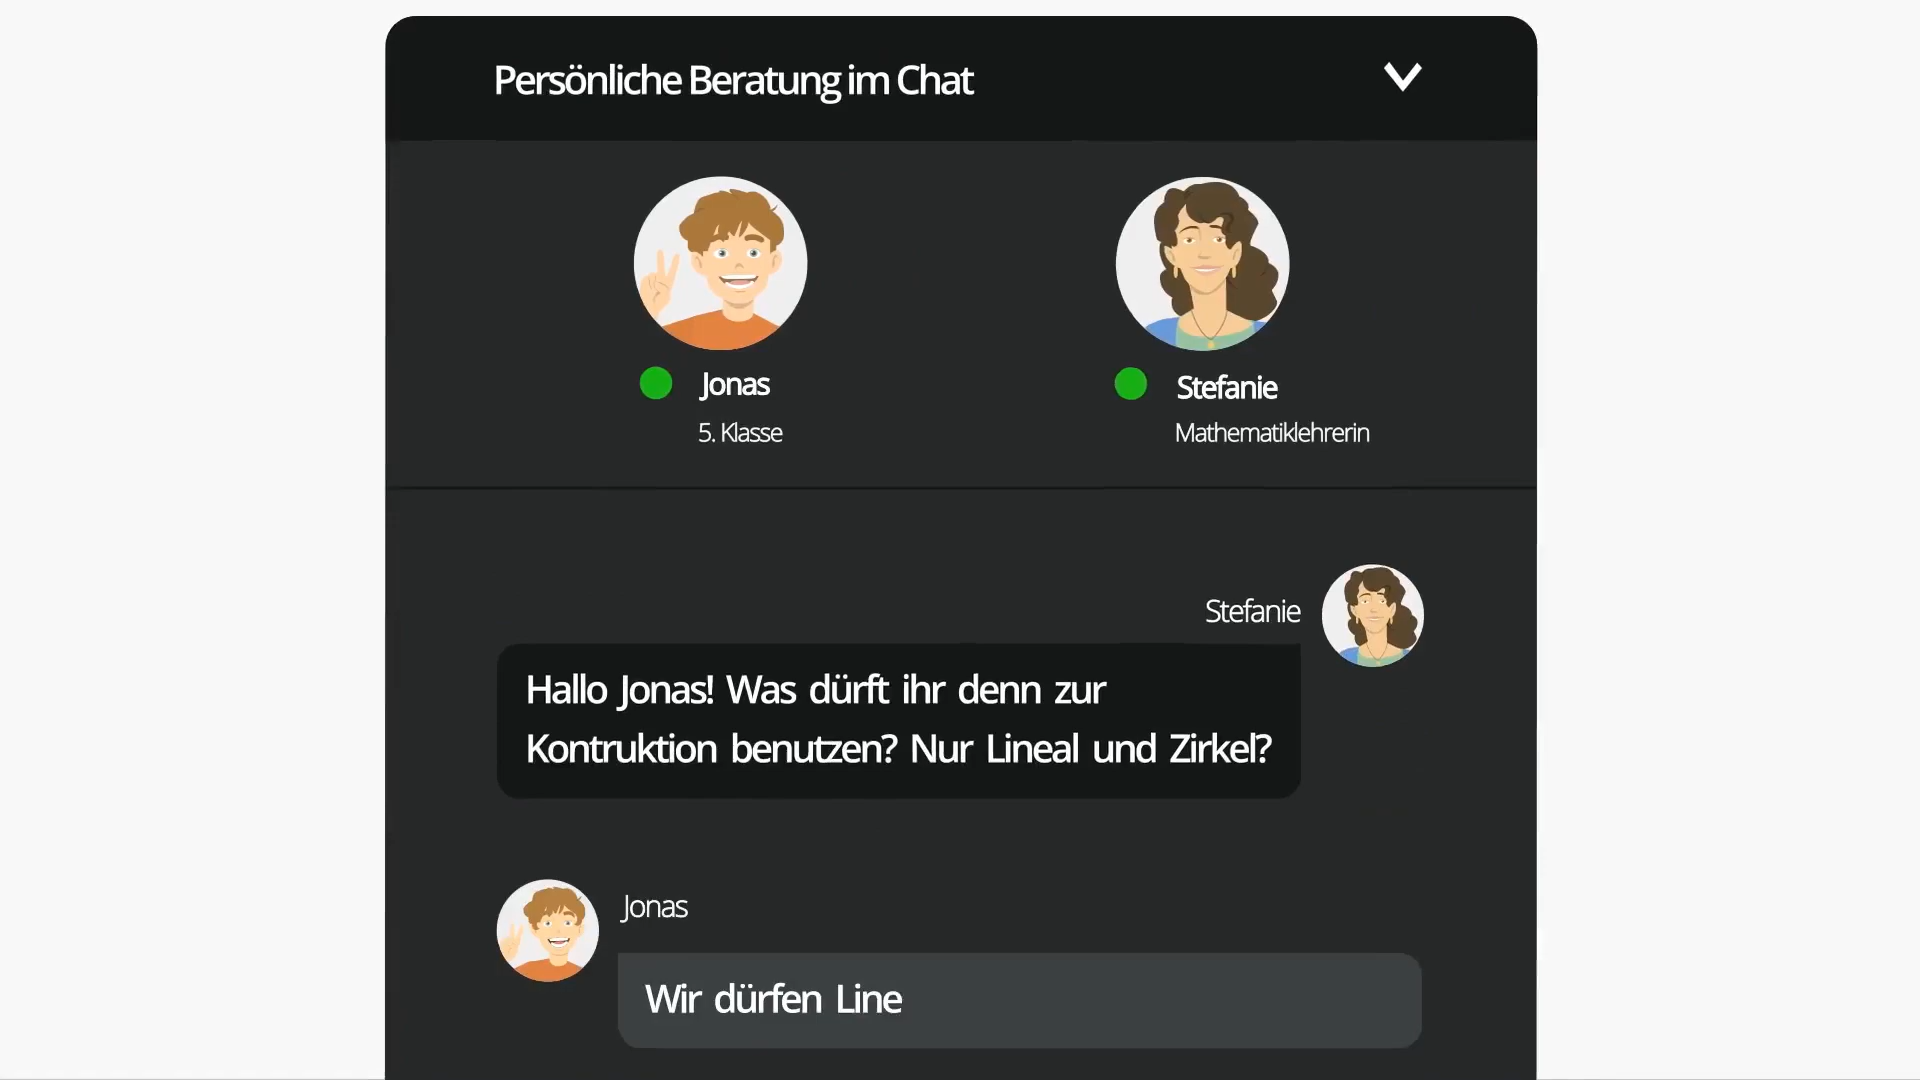 Persönliche Beratung im Chat
Jonas
5. Klasse
Stefanie
Mathematiklehrerin
Stefanie
Hallo Jonas! Was dürft ihr denn zur
Kontruktion benutzen? Nur Lineal und Zirkel?
Jonas
Wir dürfen Line